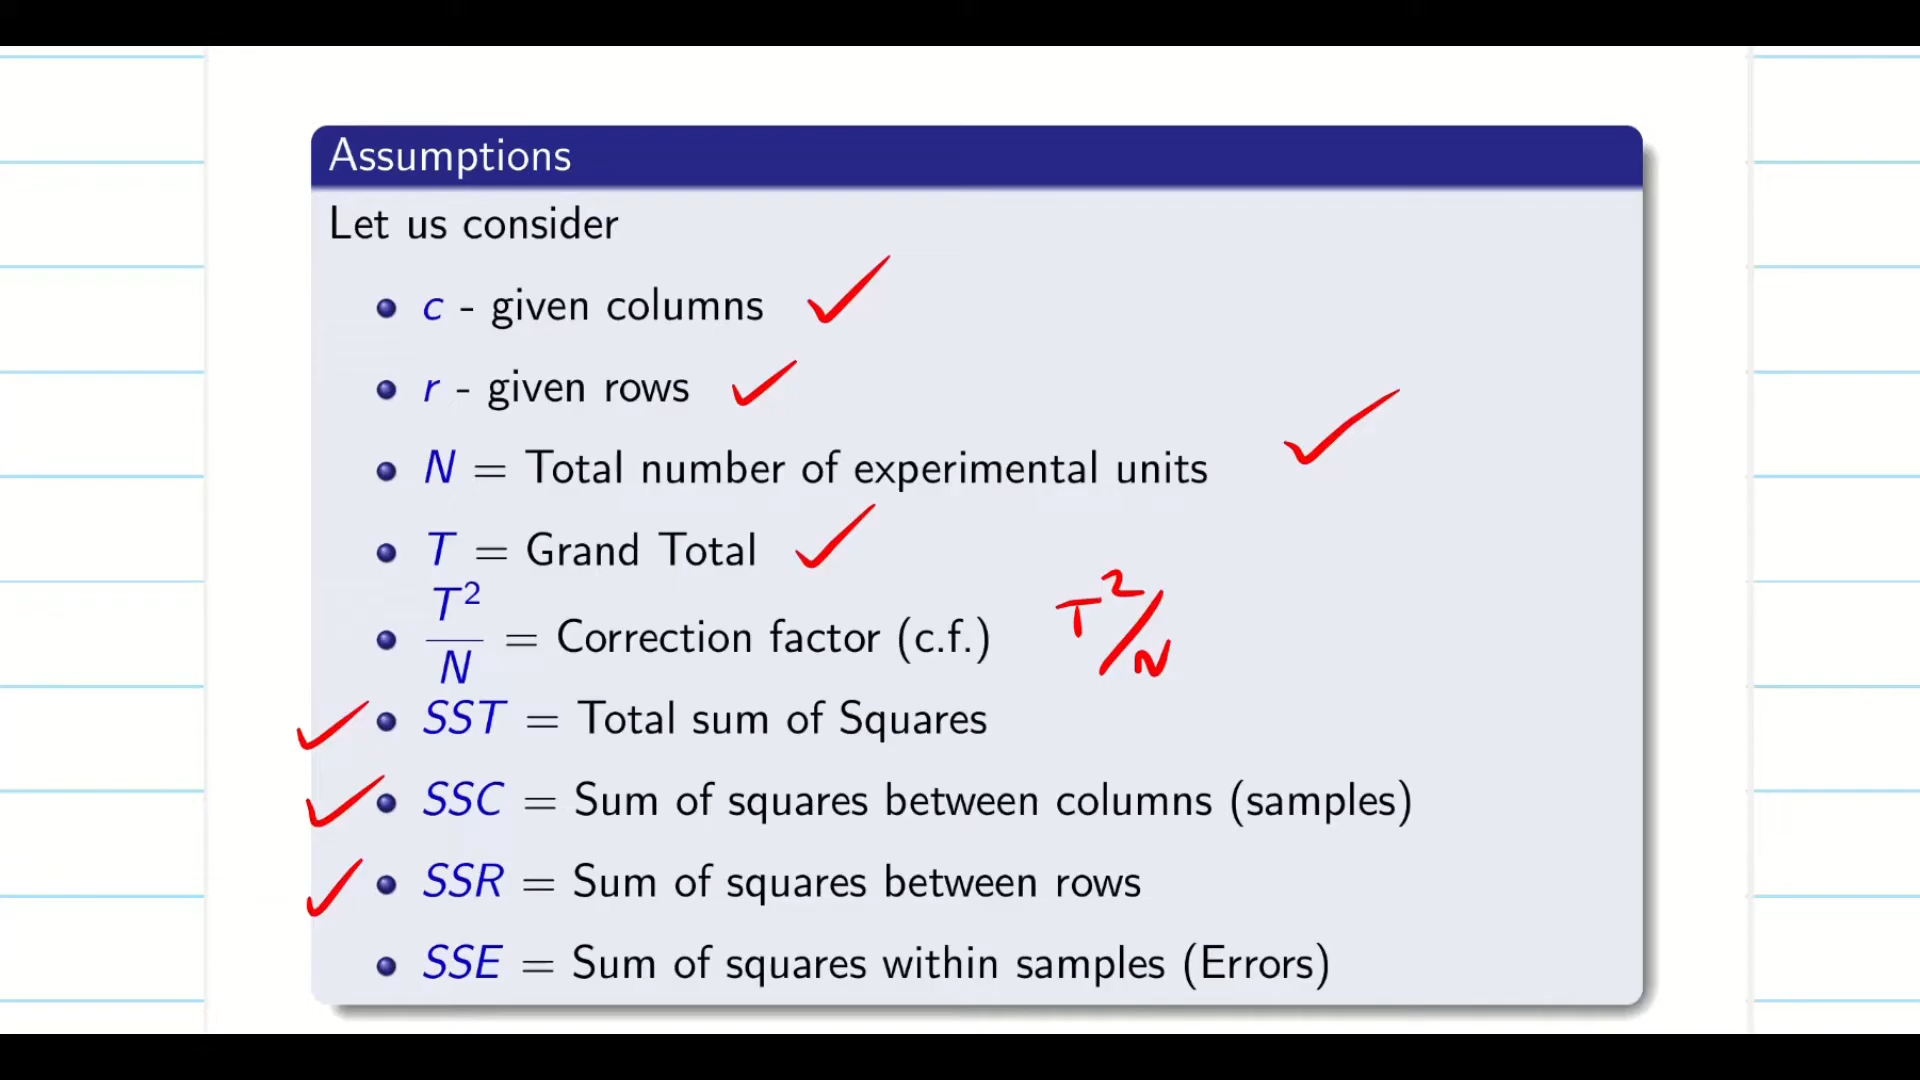 Assumptions
Let us consider
c - given columns
r - given rows
N = Total number of experimental units
T = Grand Total
T²/N = Correction factor (c.f.) T²/N
SST = Total sum of Squares
SSC = Sum of squares between columns (samples)
SSR = Sum of squares between rows
SSE = Sum of squares within samples (Errors)